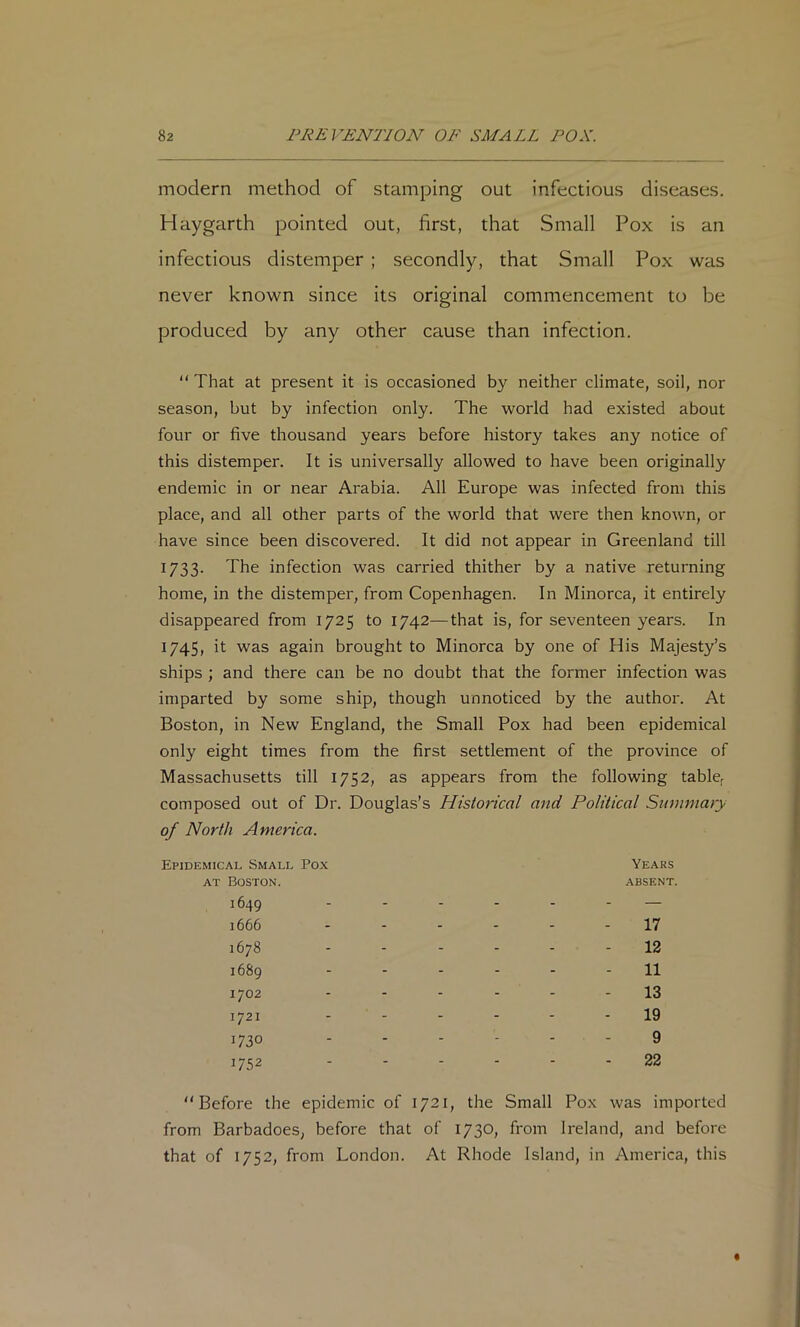 82 PREVENTION OF SMALL POX.
modern method of stamping out infectious diseases.
Haygarth pointed out, first, that Small Pox is an
infectious distemper ; secondly, that Small Pox was
never known since its original commencement to be
produced by any other cause than infection.
“ That at present it is occasioned by neither climate, soil, nor
season, but by infection only. The world had existed about
four or five thousand years before history takes any notice of
this distemper. It is universally allowed to have been originally
endemic in or near Arabia. All Europe was infected from this
place, and all other parts of the world that were then known, or
have since been discovered. It did not appear in Greenland till
1733. The infection was carried thither by a native returning
home, in the distemper, from Copenhagen. In Minorca, it entirely
disappeared from 1725 to 1742—that is, for seventeen years. In
1745, it was again brought to Minorca by one of His Majesty’s
ships ; and there can be no doubt that the former infection was
imparted by some ship, though unnoticed by the author. At
Boston, in New England, the Small Pox had been epidemical
only eight times from the first settlement of the province of
Massachusetts till 1752, as appears from the following table,
composed out of Dr. Douglas’s Historical and Political Summary
of North America.
Epidemical Small Pox Years
at Boston. absent.
1649 - - - - - - —
1666 - - - - - - 17
1678 - - - - - - 12
1689 - - - - - - 11
1702 - - - - - - 13
1721 - - - - - - 19
1730 - - - - - - 9
1752 - - - - - - 22
“Before the epidemic of 1721, the Small Pox was imported
from Barbadoes, before that of 1730, from Ireland, and before
that of 1752, from London. At Rhode Island, in America, this